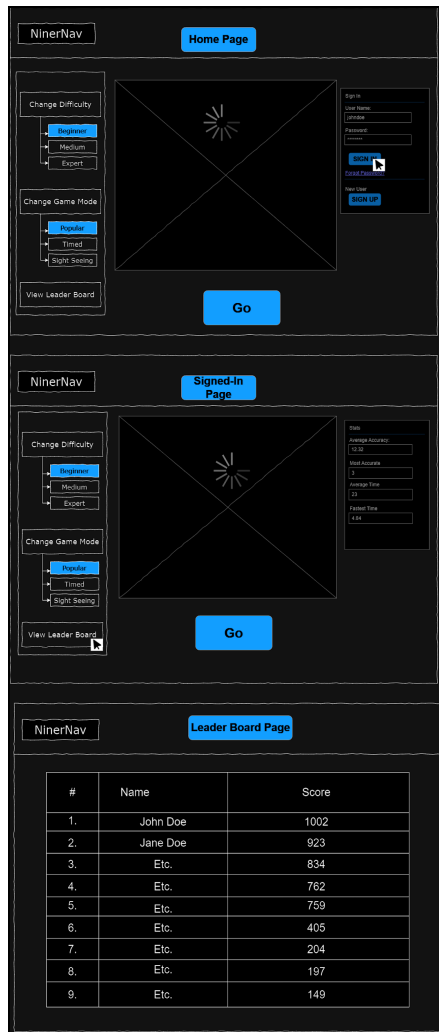 NinerNav
Home Page
Change Difficulty
Beginner
Medium
Expert
Change Game Mode
Popular
Timed
Sight Seeing
View Leader Board
Sign In
User Name:
johndoe
Password:
********
SIGN IN
Forgot Password?
New User
SIGN UP
Go
NinerNav
Signed-In
Page
Change Difficulty
Beginner
Medium
Expert
Change Game Mode
Popular
Timed
Sight Seeing
View Leader Board
Stats
Average Accuracy:
12.32
Most Accurate
3
Average Time
23
Fastest Time
4.64
Go
NinerNav
Leader Board Page
# Name Score
1. John Doe 1002
2. Jane Doe 923
3. Etc. 834
4. Etc. 762
5. Etc. 759
6. Etc. 405
7. Etc. 204
8. Etc. 197
9. Etc. 149